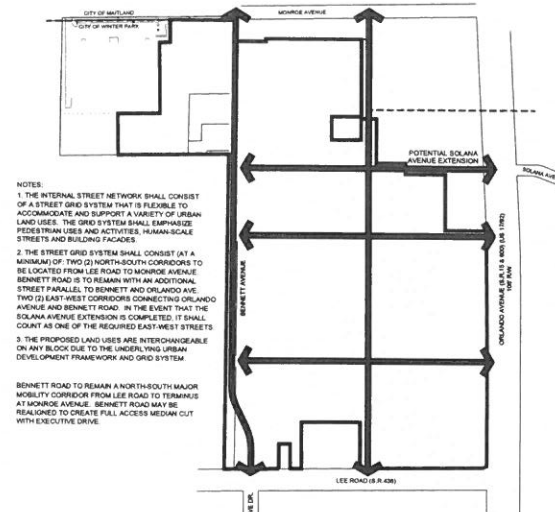 CITY OF MAITLAND
CITY OF WINTER PARK
MONROE AVENUE
POTENTIAL SOLANA
AVENUE EXTENSION
SOLANA AVE
NOTES:
1. THE INTERNAL STREET NETWORK SHALL CONSIST
OF A STREET GRID SYSTEM THAT IS FLEXIBLE TO
ACCOMMODATE AND SUPPORT A VARIETY OF URBAN
LAND USES. THE GRID SYSTEM SHALL EMPHASIZE
PEDESTRIAN USES AND ACTIVITIES, HUMAN-SCALE
STREETS AND BUILDING FACADES.
2. THE STREET GRID SYSTEM SHALL CONSIST (AT A
MINIMUM) OF: TWO (2) NORTH-SOUTH CORRIDORS TO
BE LOCATED FROM LEE ROAD TO MONROE AVENUE.
BENNETT ROAD IS TO REMAIN WITH AN ADDITIONAL
STREET PARALLEL TO BENNETT AND ORLANDO AVE.
TWO (2) EAST-WEST CORRIDORS CONNECTING ORLANDO
AVENUE AND BENNETT ROAD. IN THE EVENT THAT THE
SOLANA AVENUE EXTENSION IS COMPLETED, IT SHALL
COUNT AS ONE OF THE REQUIRED EAST-WEST STREETS
3. THE PROPOSED LAND USES ARE INTERCHANGEABLE
ON ANY BLOCK DUE TO THE UNDERLYING URBAN
DEVELOPMENT FRAMEWORK AND GRID SYSTEM
BENNETT ROAD TO REMAIN A NORTH-SOUTH MAJOR
MOBILITY CORRIDOR FROM LEE ROAD TO TERMINUS
AT MONROE AVENUE. BENNETT ROAD MAY BE
REALIGNED TO CREATE FULL ACCESS MEDIAN CUT
WITH EXECUTIVE DRIVE
BENNETT AVENUE
ORLANDO AVENUE (S.R.15 & 600) (US 17/92)
100' R/W
LEE ROAD (S.R.438)
VE DR.